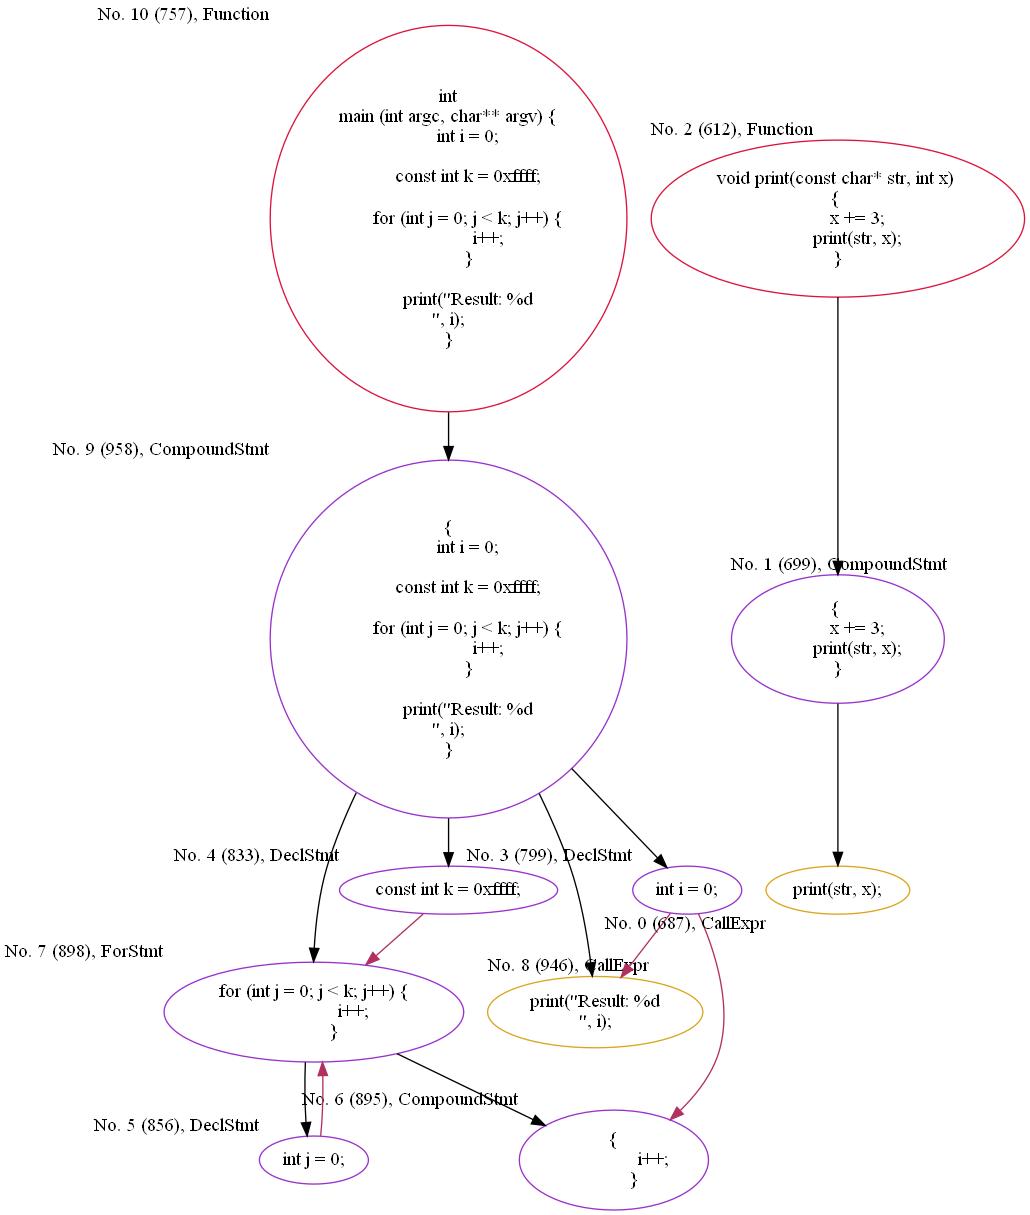 No. 10 (757), Function
int
main (int argc, char** argv) {
int i = 0;
const int k = 0xffff;
for (int j = 0; j < k; j++) {
i++;
}
print("Result: %d
", i);
}
No. 2 (612), Function
void print(const char* str, int x)
{
x += 3;
print(str, x);
}
No. 9 (958), CompoundStmt
{
int i = 0;
const int k = 0xffff;
for (int j = 0; j < k; j++) {
i++;
}
print("Result: %d
", i);
}
No. 1 (699), CompoundStmt
{
x += 3;
print(str, x);
}
No. 4 (833), DeclStmt
const int k = 0xffff;
No. 3 (799), DeclStmt
int i = 0;
No. 0 (687), CallExpr
print(str, x);
No. 7 (898), ForStmt
for (int j = 0; j < k; j++) {
i++;
}
No. 8 (946), CallExpr
print("Result: %d
", i);
No. 5 (856), DeclStmt
int j = 0;
No. 6 (895), CompoundStmt
{
i++;
}